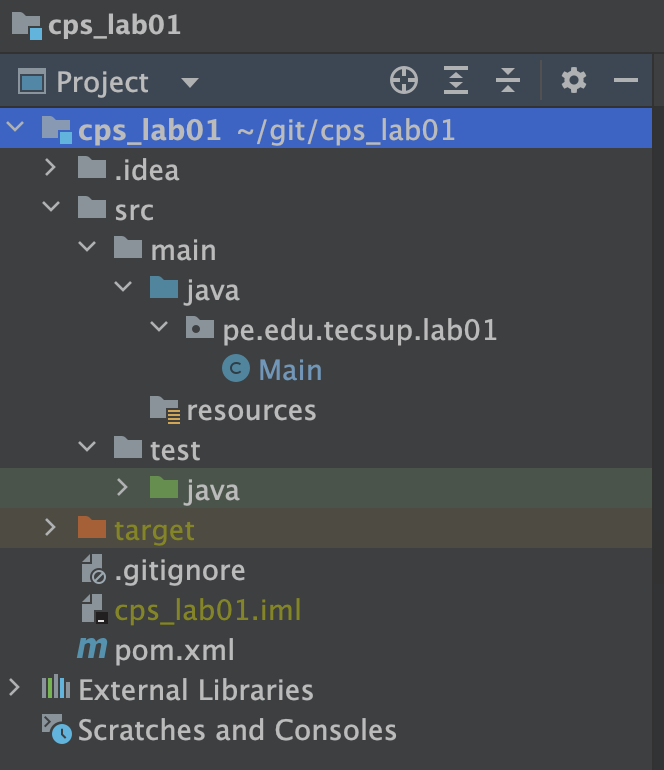 cps_lab01
Project
cps_lab01 ~/git/cps_lab01
.idea
src
main
java
pe.edu.tecsup.lab01
C Main
resources
test
java
target
.gitignore
cps_lab01.iml
m pom.xml
External Libraries
Scratches and Consoles